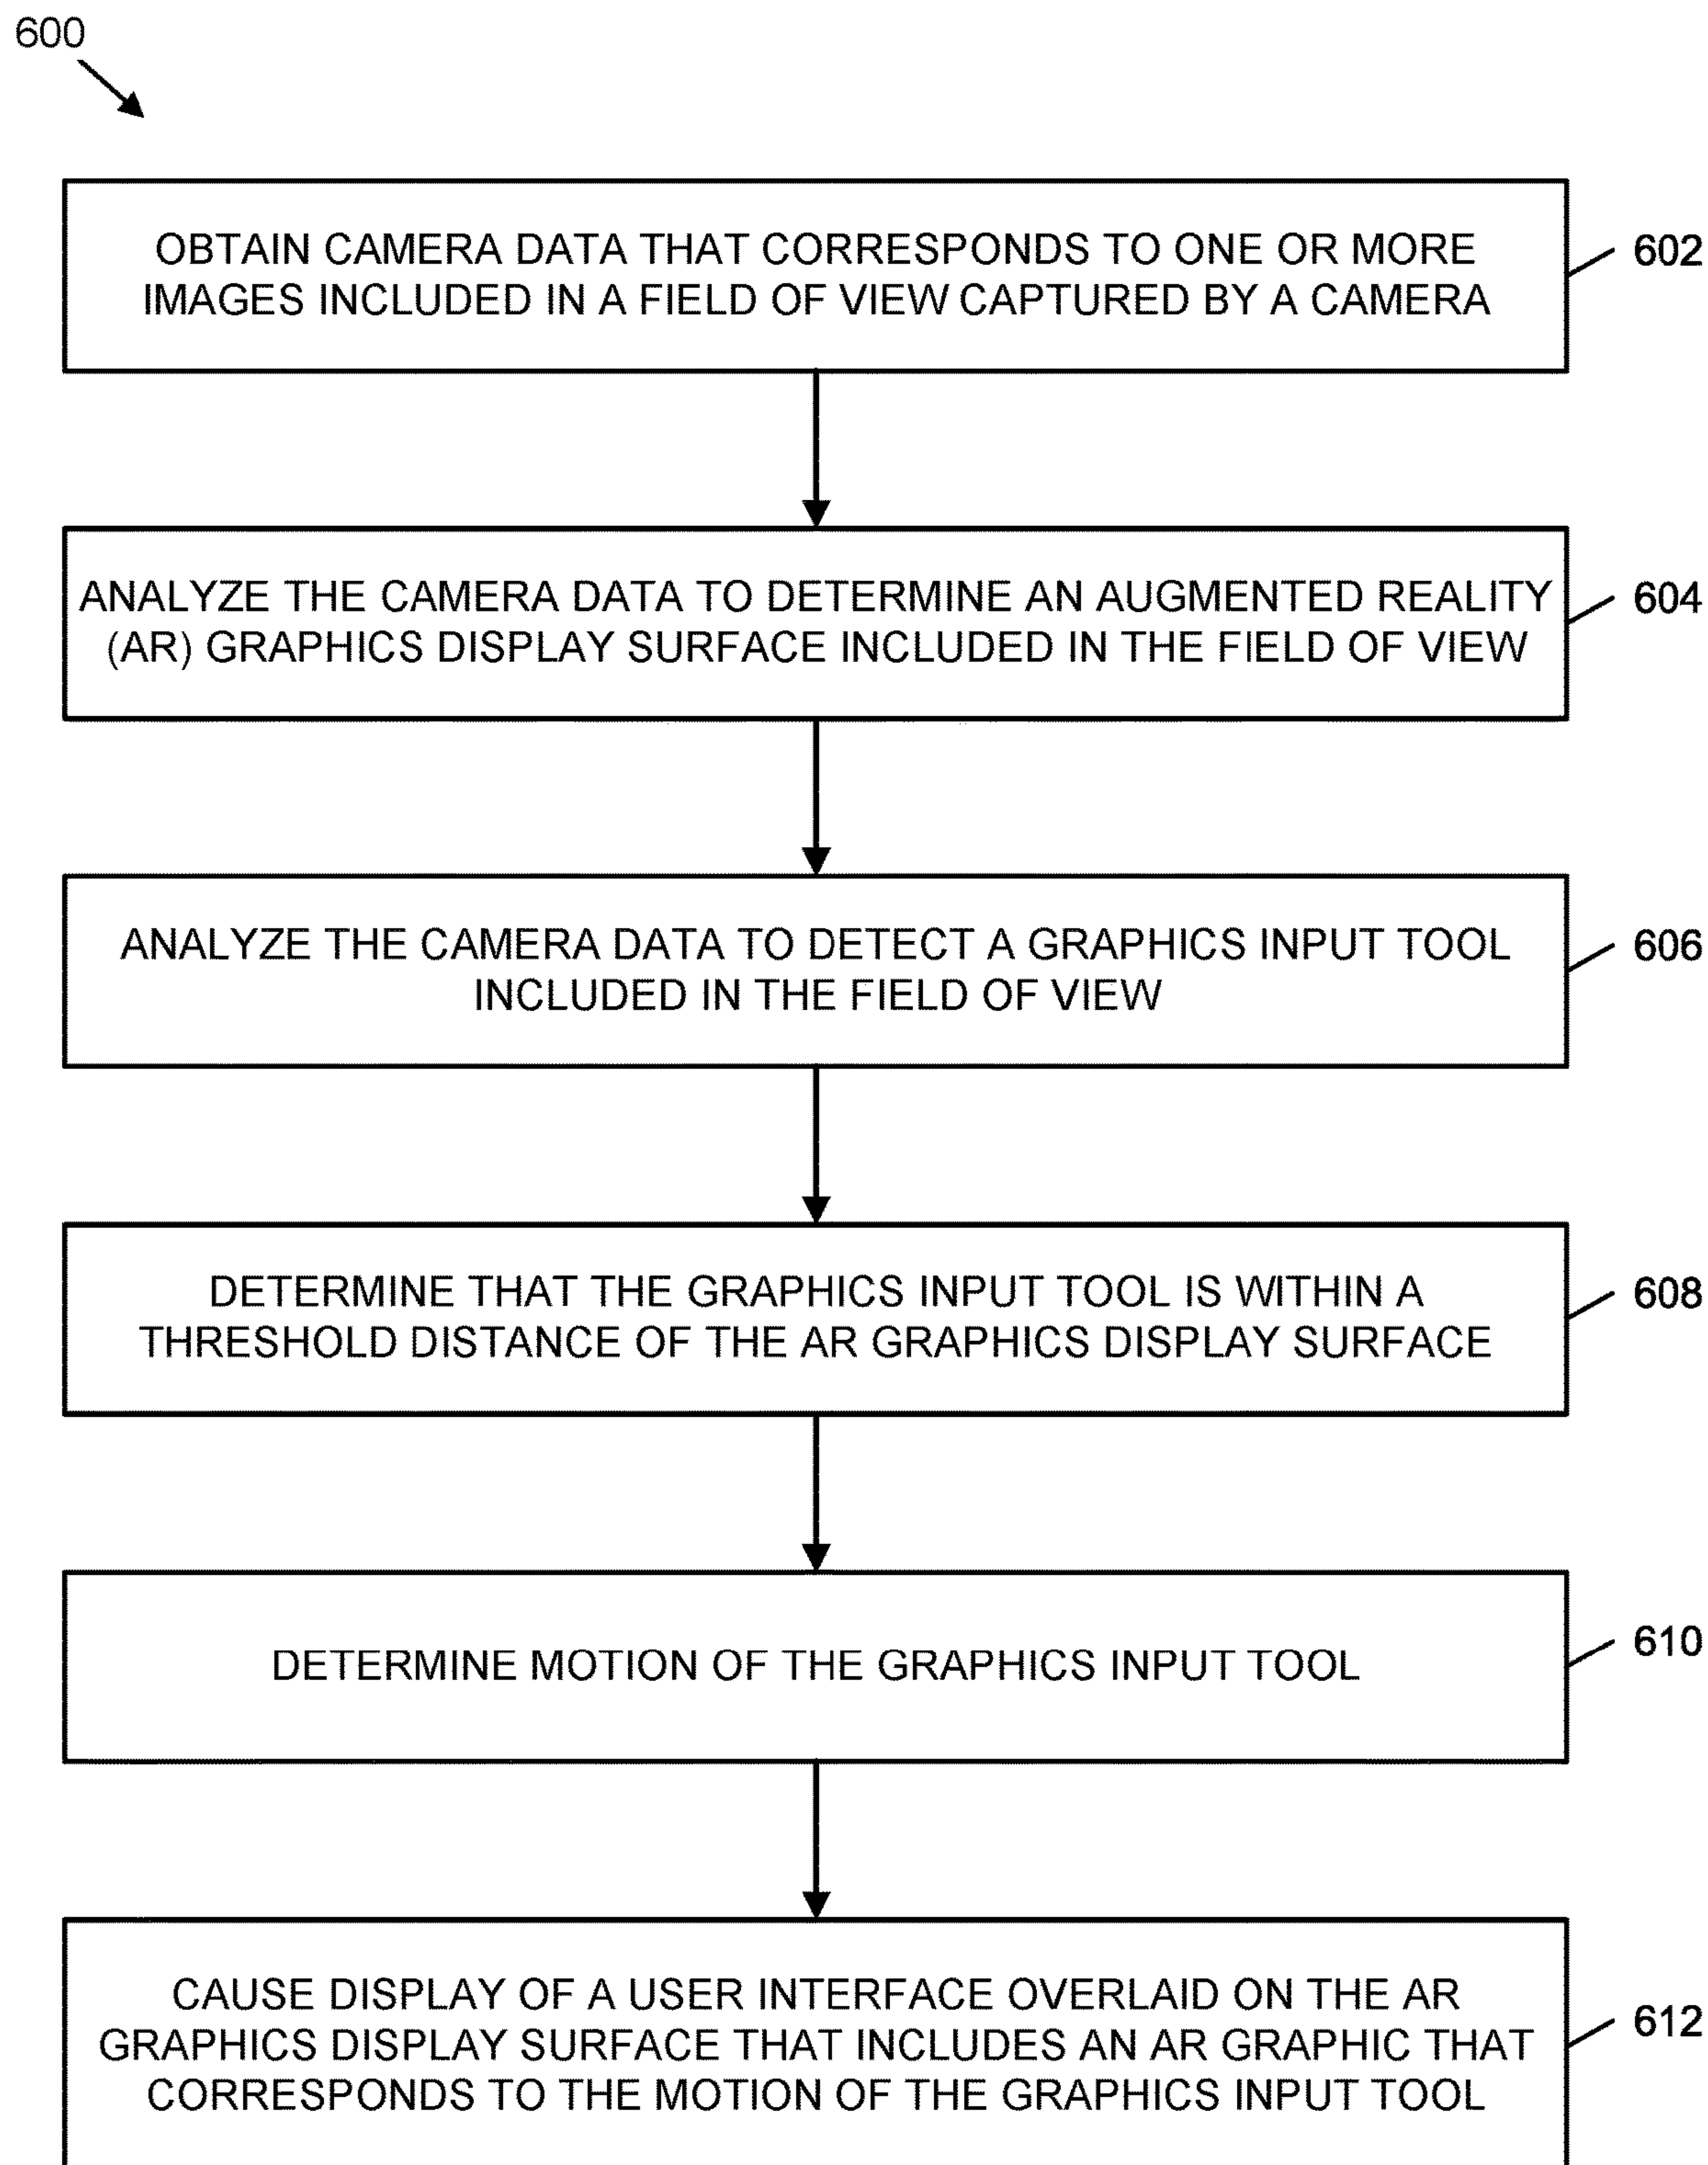 600
OBTAIN CAMERA DATA THAT CORRESPONDS TO ONE OR MORE
IMAGES INCLUDED IN A FIELD OF VIEW CAPTURED BY A CAMERA
602
ANALYZE THE CAMERA DATA TO DETERMINE AN AUGMENTED REALITY
(AR) GRAPHICS DISPLAY SURFACE INCLUDED IN THE FIELD OF VIEW
604
ANALYZE THE CAMERA DATA TO DETECT A GRAPHICS INPUT TOOL
INCLUDED IN THE FIELD OF VIEW
606
DETERMINE THAT THE GRAPHICS INPUT TOOL IS WITHIN A
THRESHOLD DISTANCE OF THE AR GRAPHICS DISPLAY SURFACE
608
DETERMINE MOTION OF THE GRAPHICS INPUT TOOL
610
CAUSE DISPLAY OF A USER INTERFACE OVERLAID ON THE AR
GRAPHICS DISPLAY SURFACE THAT INCLUDES AN AR GRAPHIC THAT
CORRESPONDS TO THE MOTION OF THE GRAPHICS INPUT TOOL
612